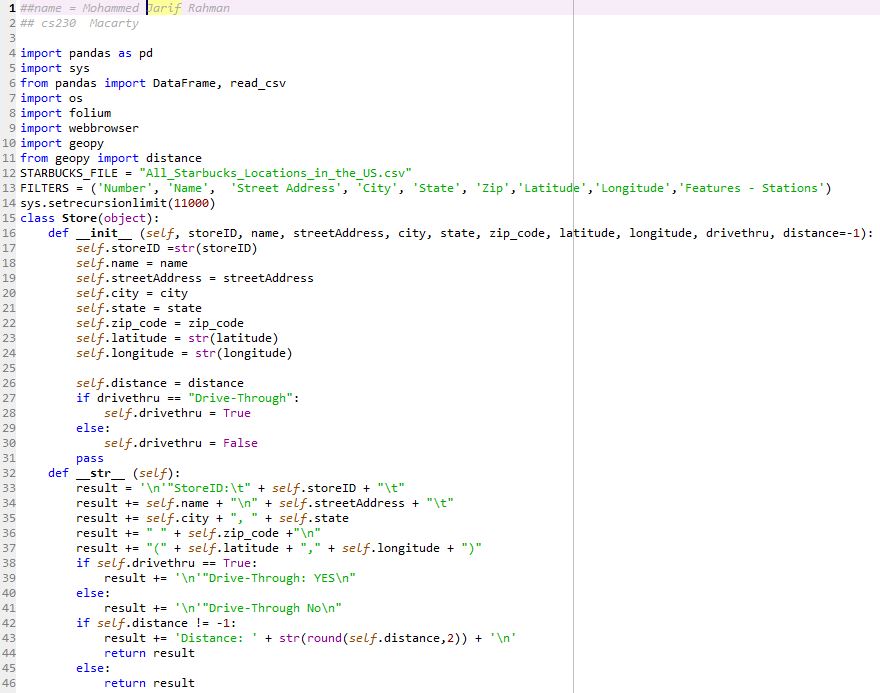 1 ##name = Mohammed Jarif Rahman
2 ## cs230  Macarty
3
4 import pandas as pd
5 import sys
6 from pandas import DataFrame, read_csv
7 import os
8 import folium
9 import webbrowser
10 import geopy
11 from geopy import distance
12 STARBUCKS_FILE = "All_Starbucks_Locations_in_the_US.csv"
13 FILTERS = ('Number', 'Name',  'Street Address', 'City', 'State', 'Zip','Latitude','Longitude','Features - Stations')
14 sys.setrecursionlimit(11000)
15 class Store(object):
16     def __init__ (self, storeID, name, streetAddress, city, state, zip_code, latitude, longitude, drivethru, distance=-1):
17         self.storeID =str(storeID)
18         self.name = name
19         self.streetAddress = streetAddress
20         self.city = city
21         self.state = state
22         self.zip_code = zip_code
23         self.latitude = str(latitude)
24         self.longitude = str(longitude)
25
26         self.distance = distance
27         if drivethru == "Drive-Through":
28             self.drivethru = True
29         else:
30             self.drivethru = False
31         pass
32     def __str__ (self):
33         result = '\n'"StoreID:\t" + self.storeID + "\t"
34         result += self.name + "\n" + self.streetAddress + "\t"
35         result += self.city + ", " + self.state
36         result += " " + self.zip_code +"\n"
37         result += "(" + self.latitude + "," + self.longitude + ")"
38         if self.drivethru == True:
39             result += '\n'"Drive-Through: YES\n"
40         else:
41             result += '\n'"Drive-Through No\n"
42         if self.distance != -1:
43             result += 'Distance: ' + str(round(self.distance,2)) + '\n'
44             return result
45         else:
46             return result